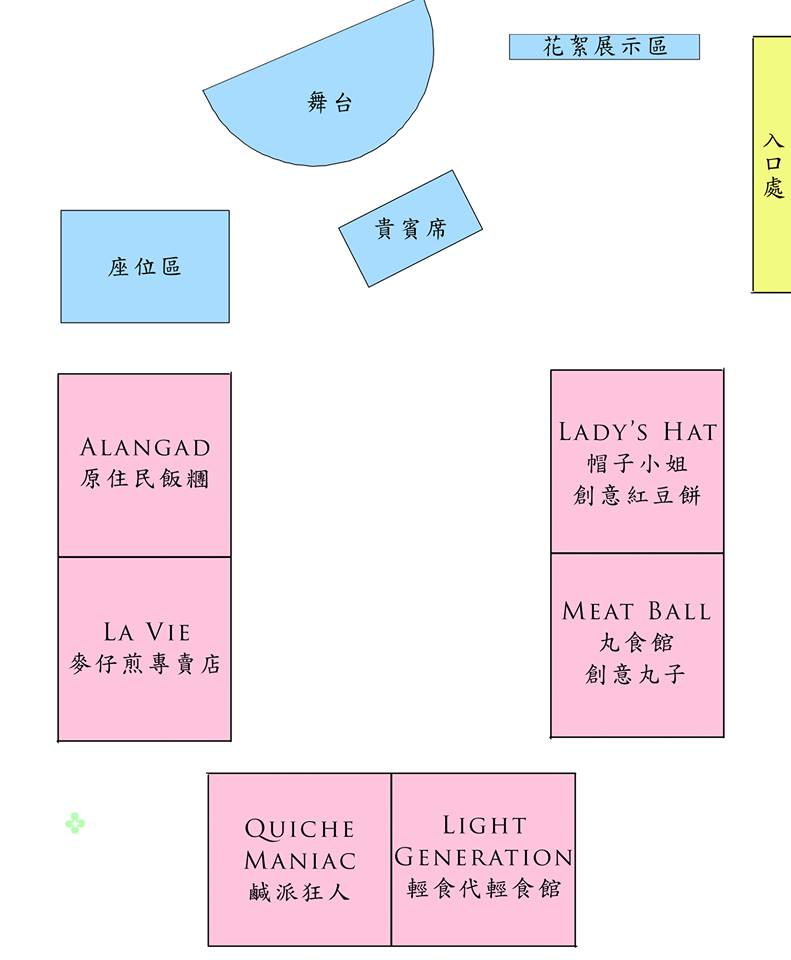 舞台
花絮展示區
入口處
貴賓席
座位區
ALANGAD
原住民飯糰
LADY'S HAT
帽子小姐
創意紅豆餅
LA VIE
麥仔煎專賣店
MEAT BALL
丸食館
創意丸子
QUICHE
MANIAC
鹹派狂人
LIGHT
GENERATION
輕食代輕食館